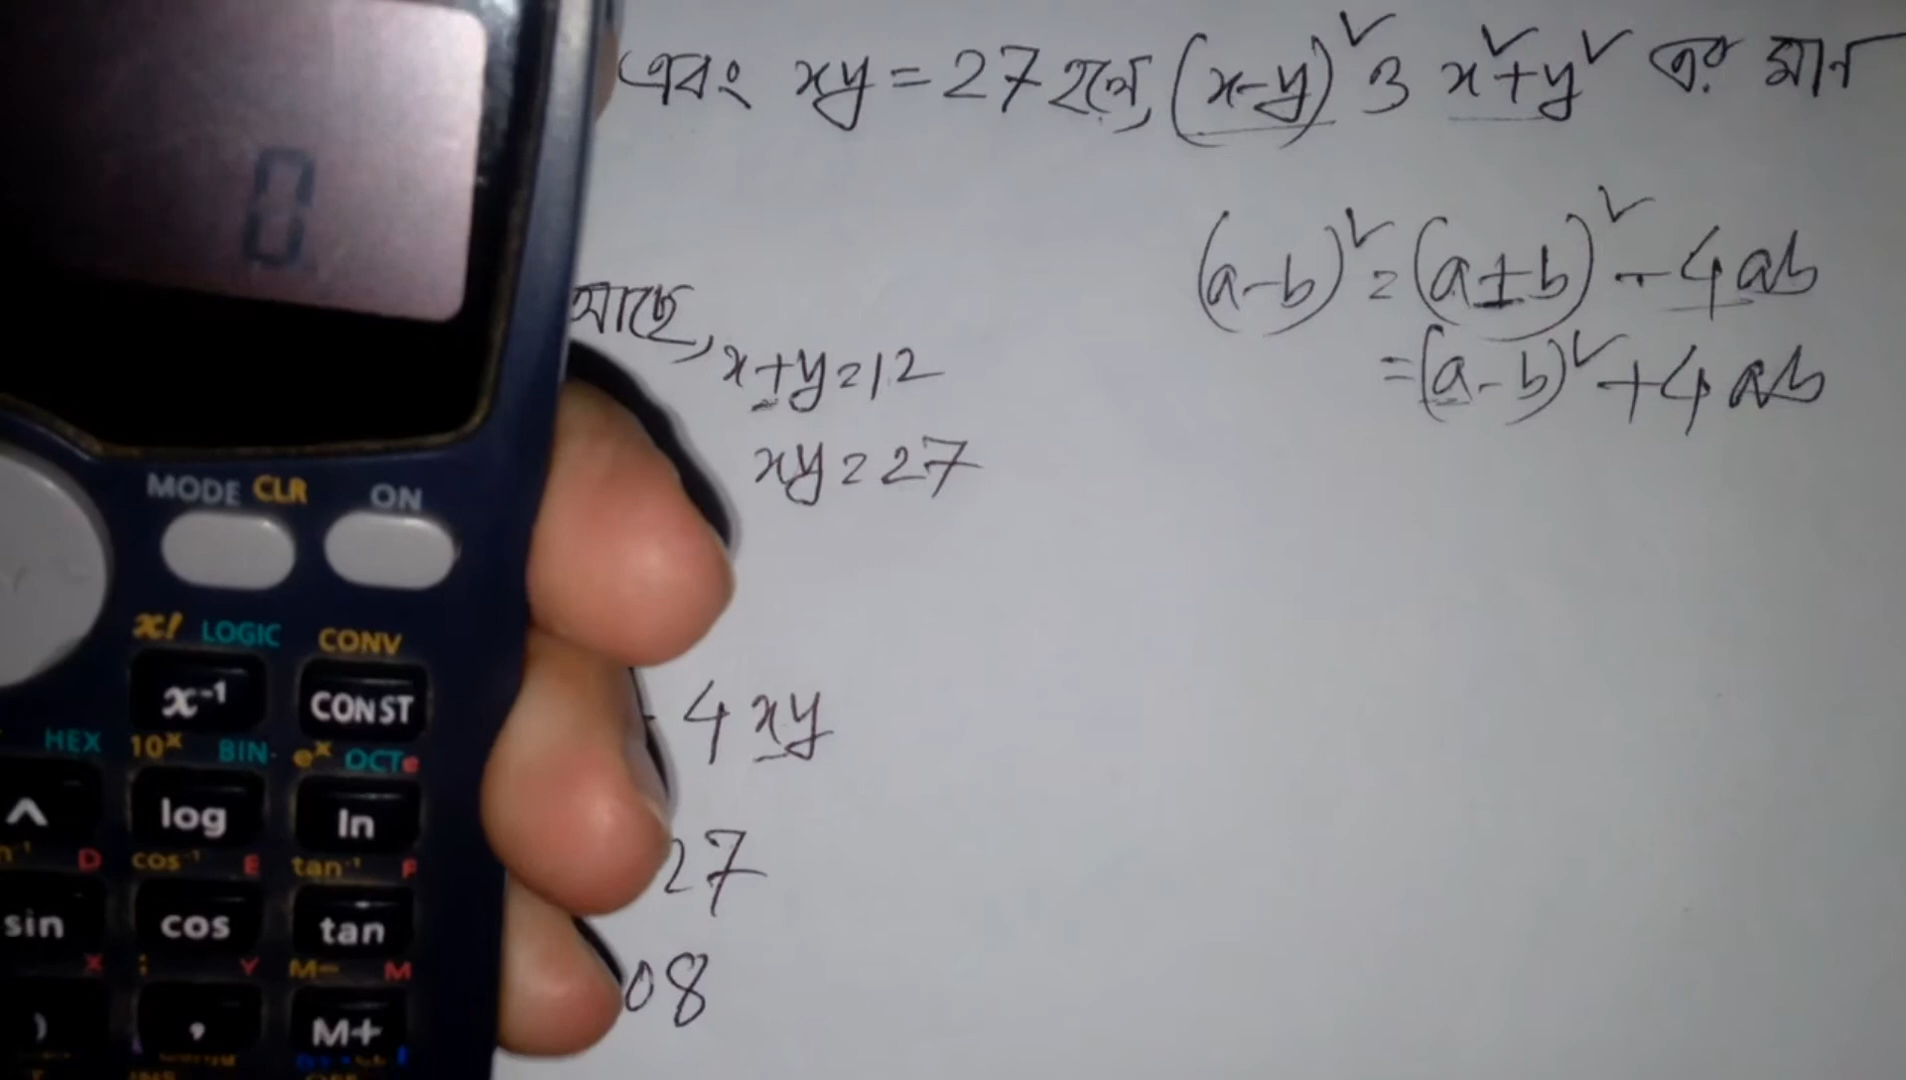 এবং xy = 27 হলে, (x-y)² ও x²+y² এর মান
আছে,
x+y=12
xy=27
(a-b)² = (a+b)² - 4ab
=(a-b)² + 4ab
- 4xy
27
08
0.
MODE CLR ON
x! LOGIC CONV
x⁻¹ CONST
HEX 10ˣ BIN eˣ OCT e
^ log ln
D cos⁻¹ E tan⁻¹ F
sin cos tan
X ; Y M- M
) , M+